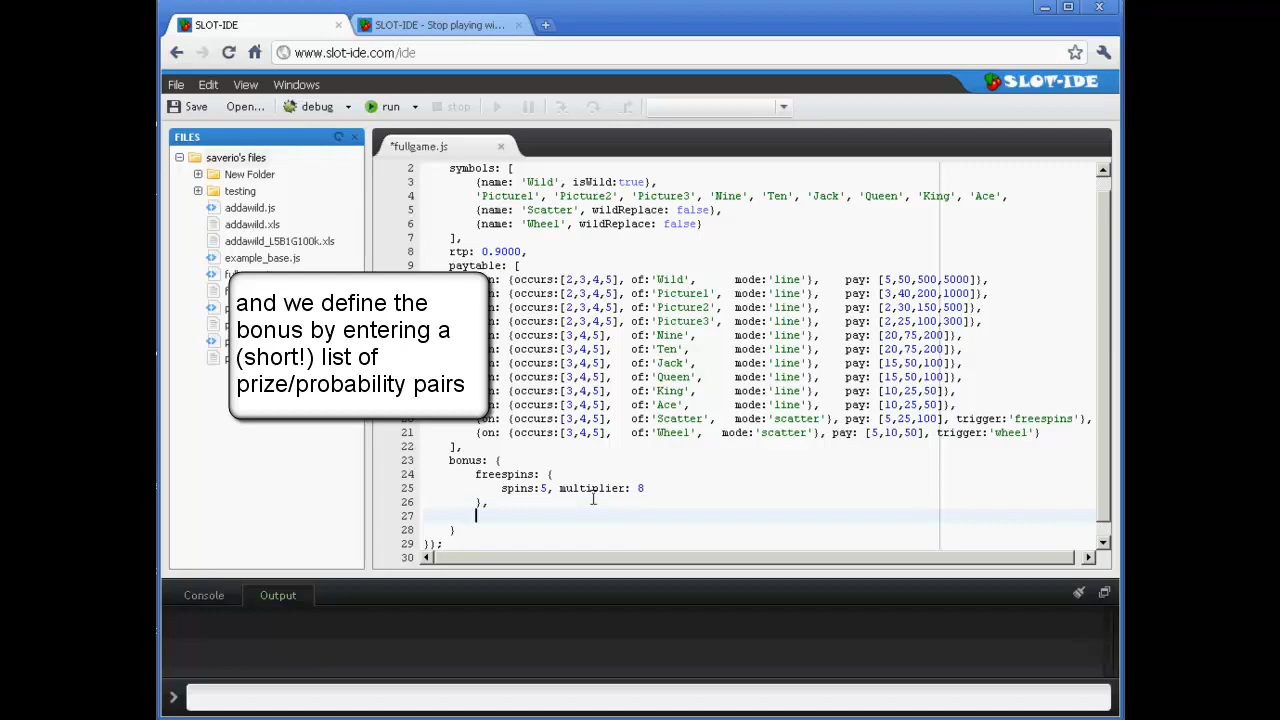 SLOT-IDE
SLOT-IDE - Stop playing wi...
www.slot-ide.com/ide
File Edit View Windows
SLOT-IDE
Save Open... debug run stop
FILES
*fullgame.js
saverio's files
New Folder
testing
addawild.js
addawild.xls
addawild_L5B1G100k.xls
example_base.js
and we define the
bonus by entering a
(short!) list of
prize/probability pairs
2 symbols: [
3 {name: 'Wild', isWild:true},
4 'Picture1', 'Picture2', 'Picture3', 'Nine', 'Ten', 'Jack', 'Queen', 'King', 'Ace',
5 {name: 'Scatter', wildReplace: false},
6 {name: 'Wheel', wildReplace: false}
7 ],
8 rtp: 0.9000,
9 paytable: [
on: {occurs:[2,3,4,5], of:'Wild', mode:'line'}, pay: [5,50,500,5000]},
on: {occurs:[2,3,4,5], of:'Picture1', mode:'line'}, pay: [3,40,200,1000]},
on: {occurs:[2,3,4,5], of:'Picture2', mode:'line'}, pay: [2,30,150,500]},
on: {occurs:[2,3,4,5], of:'Picture3', mode:'line'}, pay: [2,25,100,300]},
on: {occurs:[3,4,5], of:'Nine', mode:'line'}, pay: [20,75,200]},
on: {occurs:[3,4,5], of:'Ten', mode:'line'}, pay: [20,75,200]},
on: {occurs:[3,4,5], of:'Jack', mode:'line'}, pay: [15,50,100]},
on: {occurs:[3,4,5], of:'Queen', mode:'line'}, pay: [15,50,100]},
on: {occurs:[3,4,5], of:'King', mode:'line'}, pay: [10,25,50]},
on: {occurs:[3,4,5], of:'Ace', mode:'line'}, pay: [10,25,50]},
20 {on: {occurs:[3,4,5], of:'Scatter', mode:'scatter'}, pay: [5,25,100], trigger:'freespins'},
21 {on: {occurs:[3,4,5], of:'Wheel', mode:'scatter'}, pay: [5,10,50], trigger:'wheel'}
22 ],
23 bonus: {
24 freespins: {
25 spins:5, multiplier: 8
26 },
27
28 }
29 });
30
Console Output